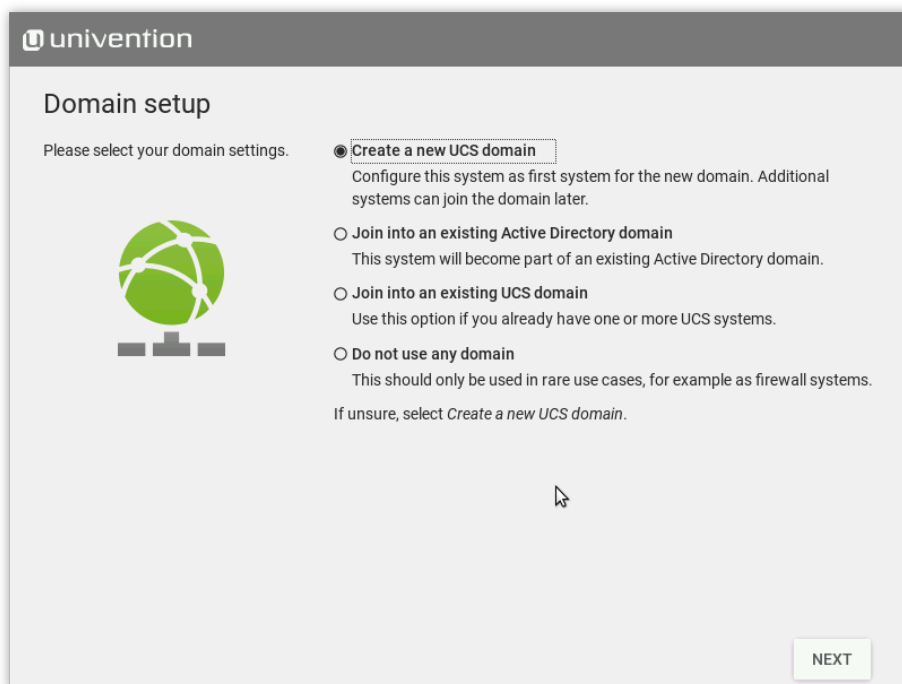 univention
Domain setup
Please select your domain settings.
Create a new UCS domain
Configure this system as first system for the new domain. Additional
systems can join the domain later.
Join into an existing Active Directory domain
This system will become part of an existing Active Directory domain.
Join into an existing UCS domain
Use this option if you already have one or more UCS systems.
Do not use any domain
This should only be used in rare use cases, for example as firewall systems.
If unsure, select Create a new UCS domain.
NEXT